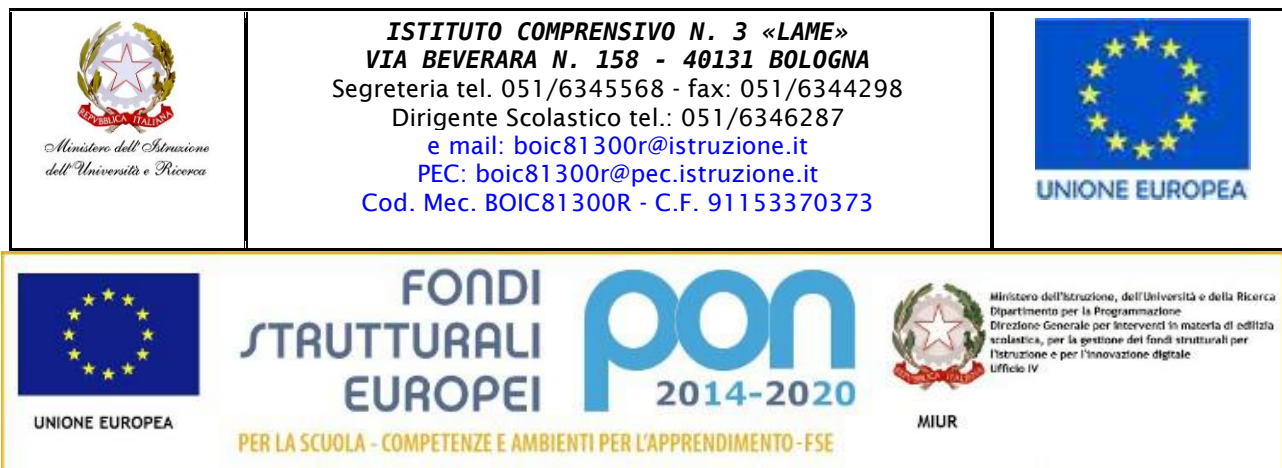 REPVBBLICA ITALIANA
Ministero dell'Istruzione
dell'Università e Ricerca
ISTITUTO COMPRENSIVO N. 3 «LAME»
VIA BEVERARA N. 158 - 40131 BOLOGNA
Segreteria tel. 051/6345568 - fax: 051/6344298
Dirigente Scolastico tel.: 051/6346287
e mail: boic81300r@istruzione.it
PEC: boic81300r@pec.istruzione.it
Cod. Mec. BOIC81300R - C.F. 91153370373
UNIONE EUROPEA
UNIONE EUROPEA
FONDI
STRUTTURALI
EUROPEI
pon
2014-2020
PER LA SCUOLA - COMPETENZE E AMBIENTI PER L'APPRENDIMENTO-FSE
MIUR
Ministero dell'Istruzione, dell'Università e della Ricerca
Dipartimento per la Programmazione
Direzione Generale per interventi in materia di edilizia
scolastica, per la gestione dei fondi strutturali per
l'istruzione e per l'innovazione digitale
Ufficio IV